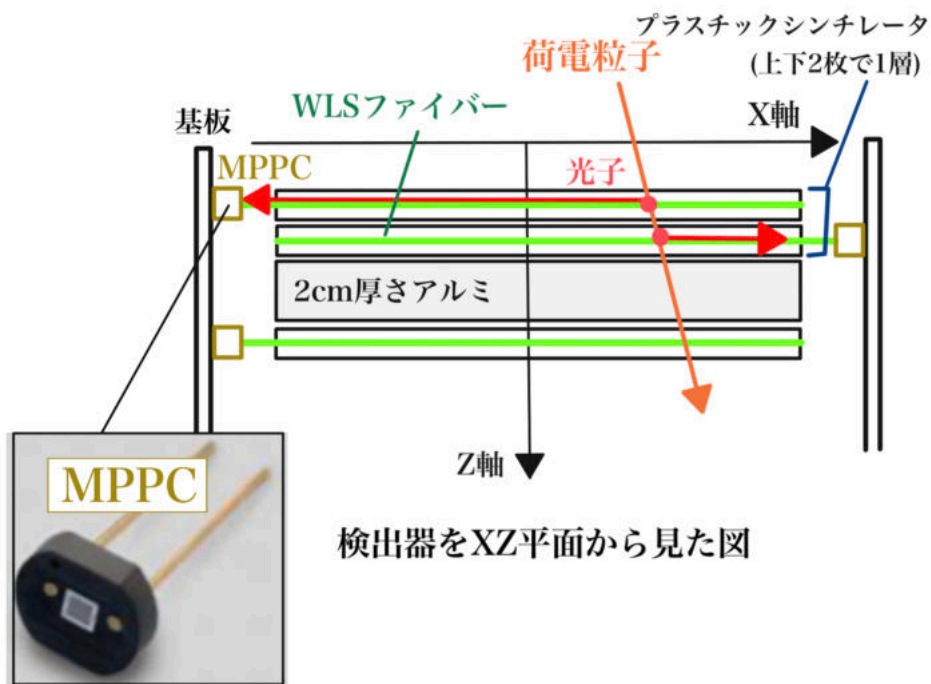 プラスチックシンチレータ
(上下2枚で1層)
荷電粒子
WLSファイバー
X軸
基板
MPPC
光子
2cm厚さアルミ
Z軸
MPPC
検出器をXZ平面から見た図